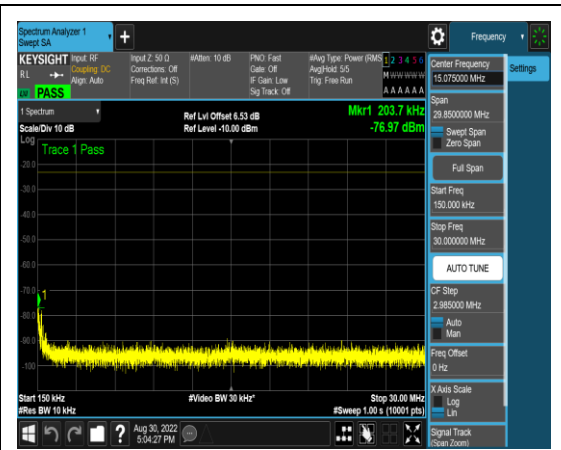 Spectrum Analyzer 1
Swept SA
+
Frequency
KEYSIGHT
Input: RF
Input Z: 50 Ω
#Atten: 10 dB
PNO: Fast
#Avg Type: Power (RMS
1 2 3 4 5 6
RL
Coupling: DC
Corrections: Off
Gate: Off
Avg|Hold: 5/5
M W W W W W
Align: Auto
Freq Ref: Int (S)
IF Gain: Low
Trig: Free Run
Sig Track: Off
A A A A A A
LXI
PASS
1 Spectrum
Scale/Div 10 dB
Ref Lvl Offset 6.53 dB
Ref Level -10.00 dBm
Mkr1 203.7 kHz
-76.97 dBm
Log
Trace 1 Pass
-20.0
-30.0
-40.0
-50.0
-60.0
-70.0
-80.0
-90.0
-100
1
Start 150 kHz
#Res BW 10 kHz
#Video BW 30 kHz*
Stop 30.00 MHz
#Sweep 1.00 s (10001 pts)
Aug 30, 2022
5:04:27 PM
?
Center Frequency
15.075000 MHz
Settings
Span
29.8500000 MHz
Swept Span
Zero Span
Full Span
Start Freq
150.000 kHz
Stop Freq
30.000000 MHz
AUTO TUNE
CF Step
2.985000 MHz
Auto
Man
Freq Offset
0 Hz
X Axis Scale
Log
Lin
Signal Track
(Span Zoom)